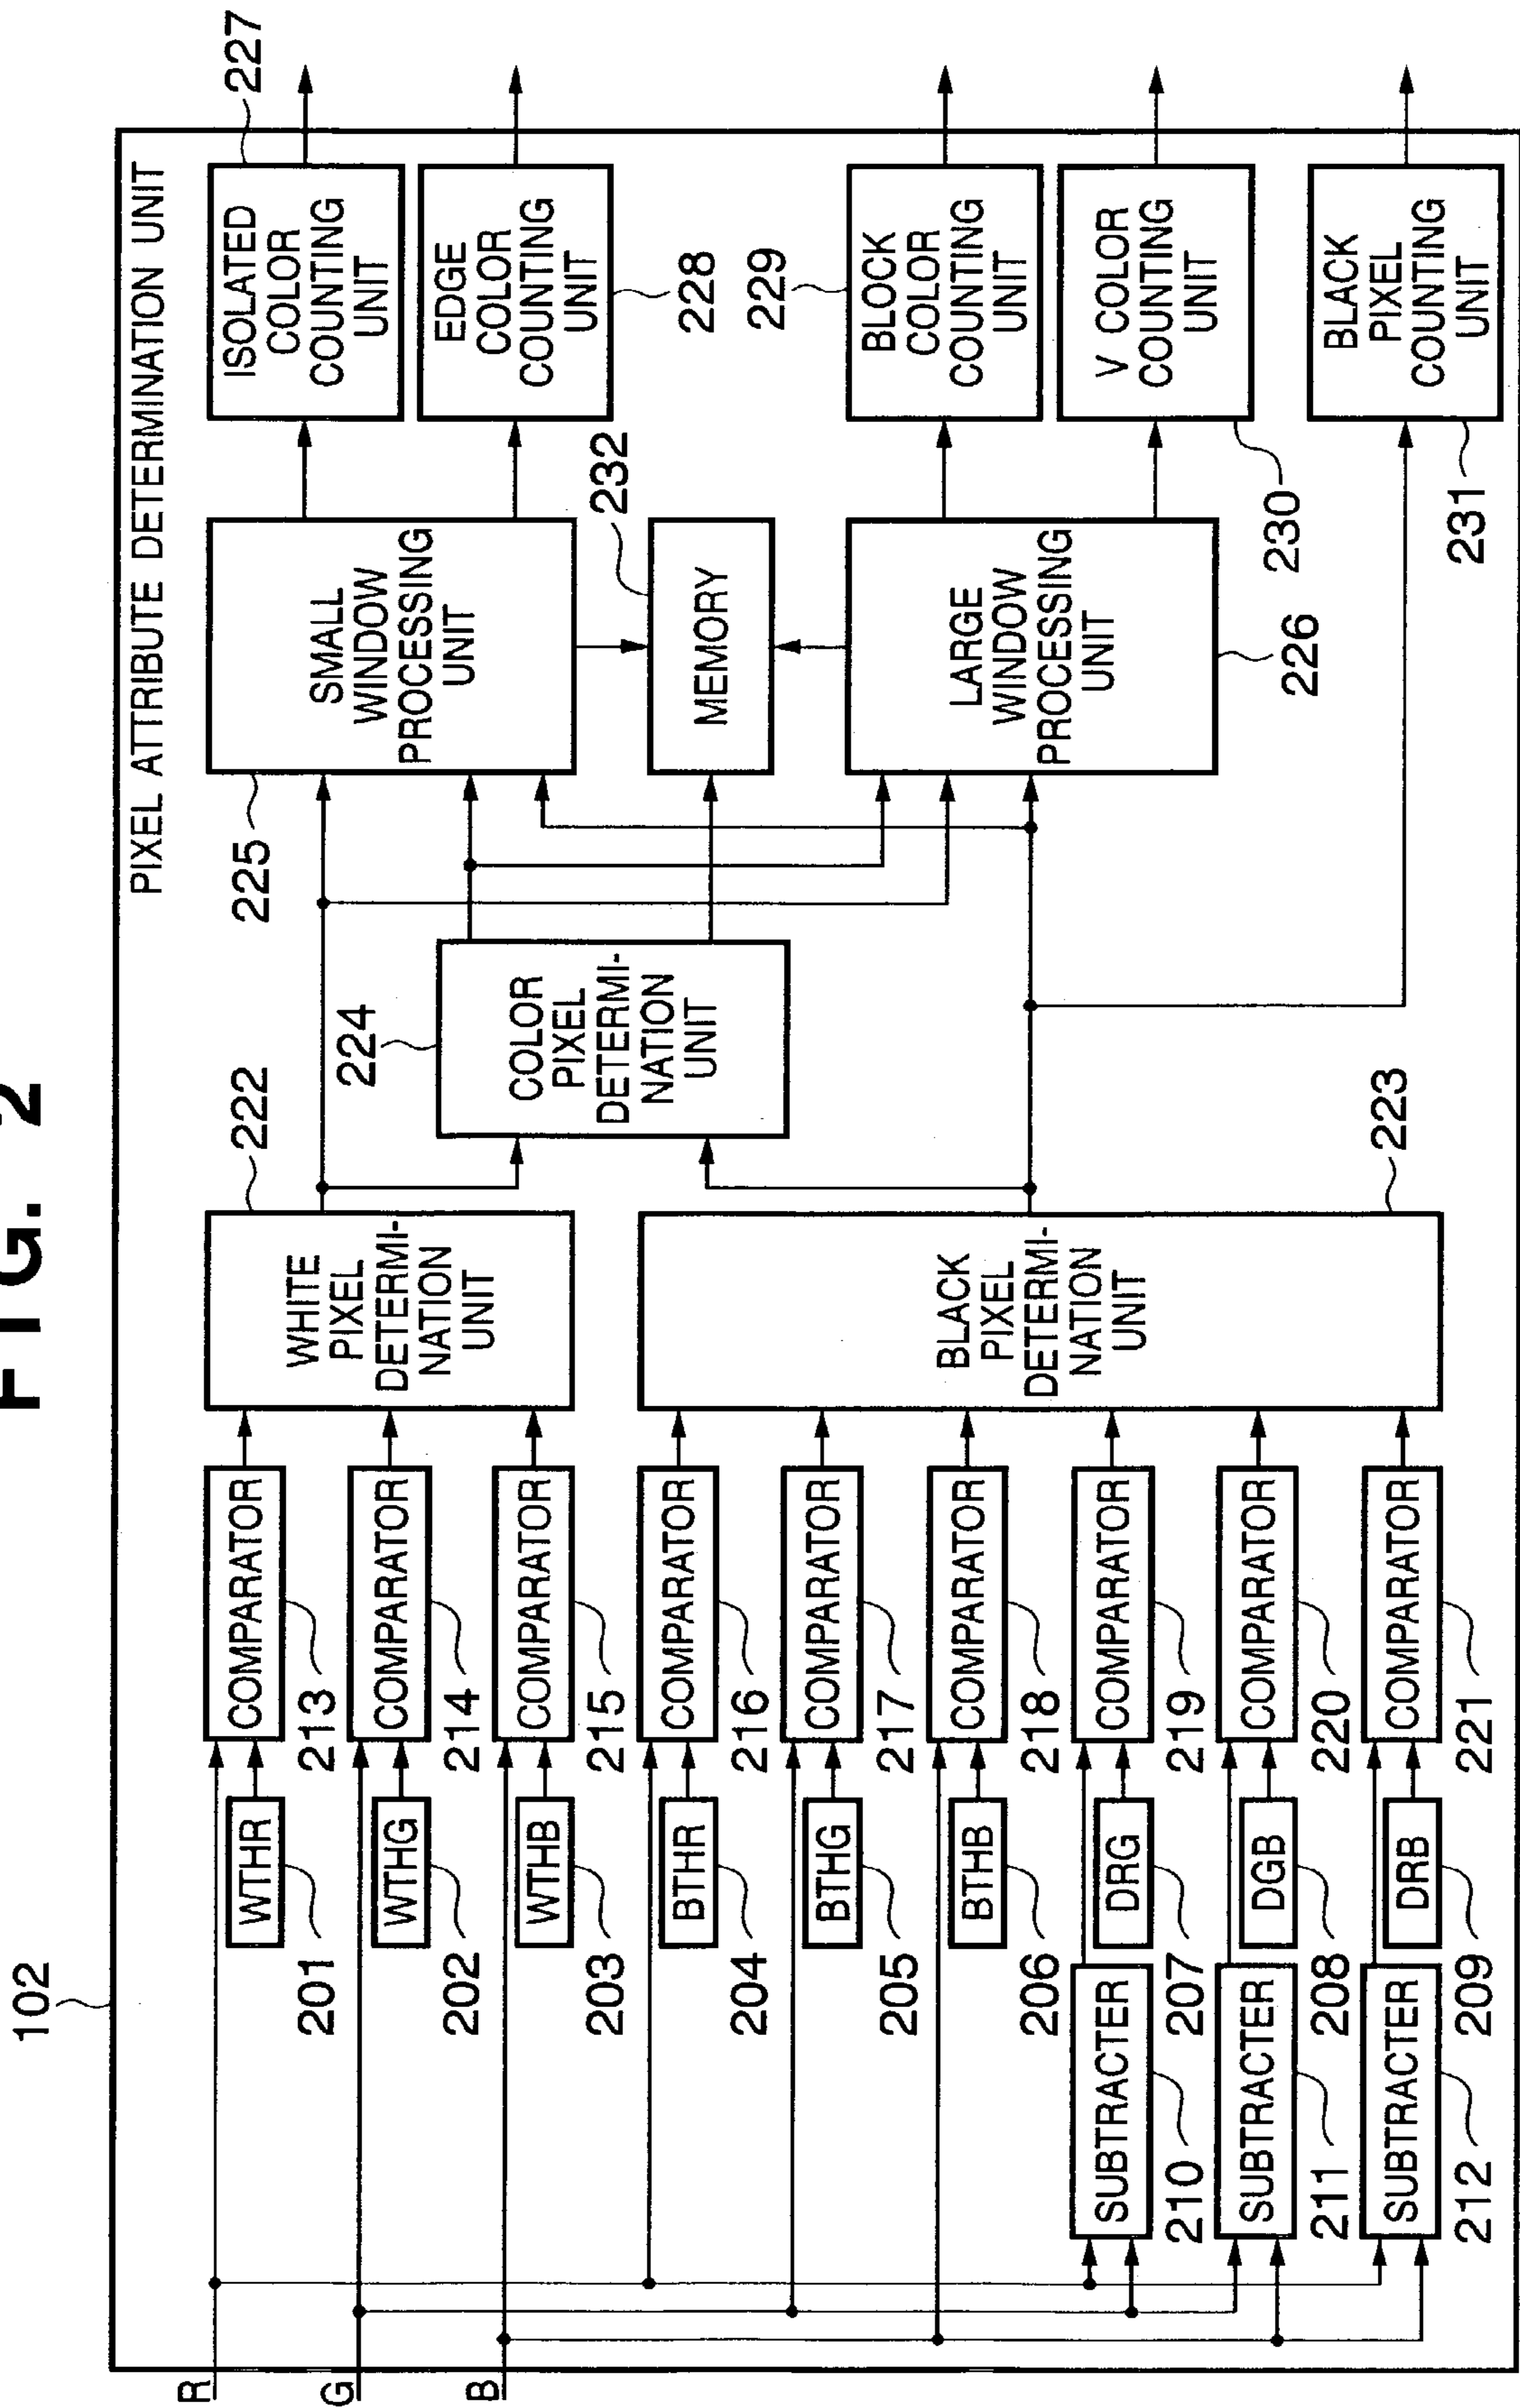 FIG. 2
102
PIXEL ATTRIBUTE DETERMINATION UNIT
R
G
B
WTHR
201
WTHG
202
WTHB
203
BTHR
204
BTHG
205
BTHB
206
DRG
207
DGB
208
DRB
209
SUBTRACTER
210
SUBTRACTER
211
SUBTRACTER
212
COMPARATOR
213
COMPARATOR
214
COMPARATOR
215
COMPARATOR
216
COMPARATOR
217
COMPARATOR
218
COMPARATOR
219
COMPARATOR
220
COMPARATOR
221
WHITE
PIXEL
DETERMI-
NATION
UNIT
222
BLACK
PIXEL
DETERMI-
NATION
UNIT
223
COLOR
PIXEL
DETERMI-
NATION
UNIT
224
SMALL
WINDOW
PROCESSING
UNIT
225
MEMORY
232
LARGE
WINDOW
PROCESSING
UNIT
226
ISOLATED
COLOR
COUNTING
UNIT
227
EDGE
COLOR
COUNTING
UNIT
228
BLOCK
COLOR
COUNTING
UNIT
229
V COLOR
COUNTING
UNIT
230
BLACK
PIXEL
COUNTING
UNIT
231